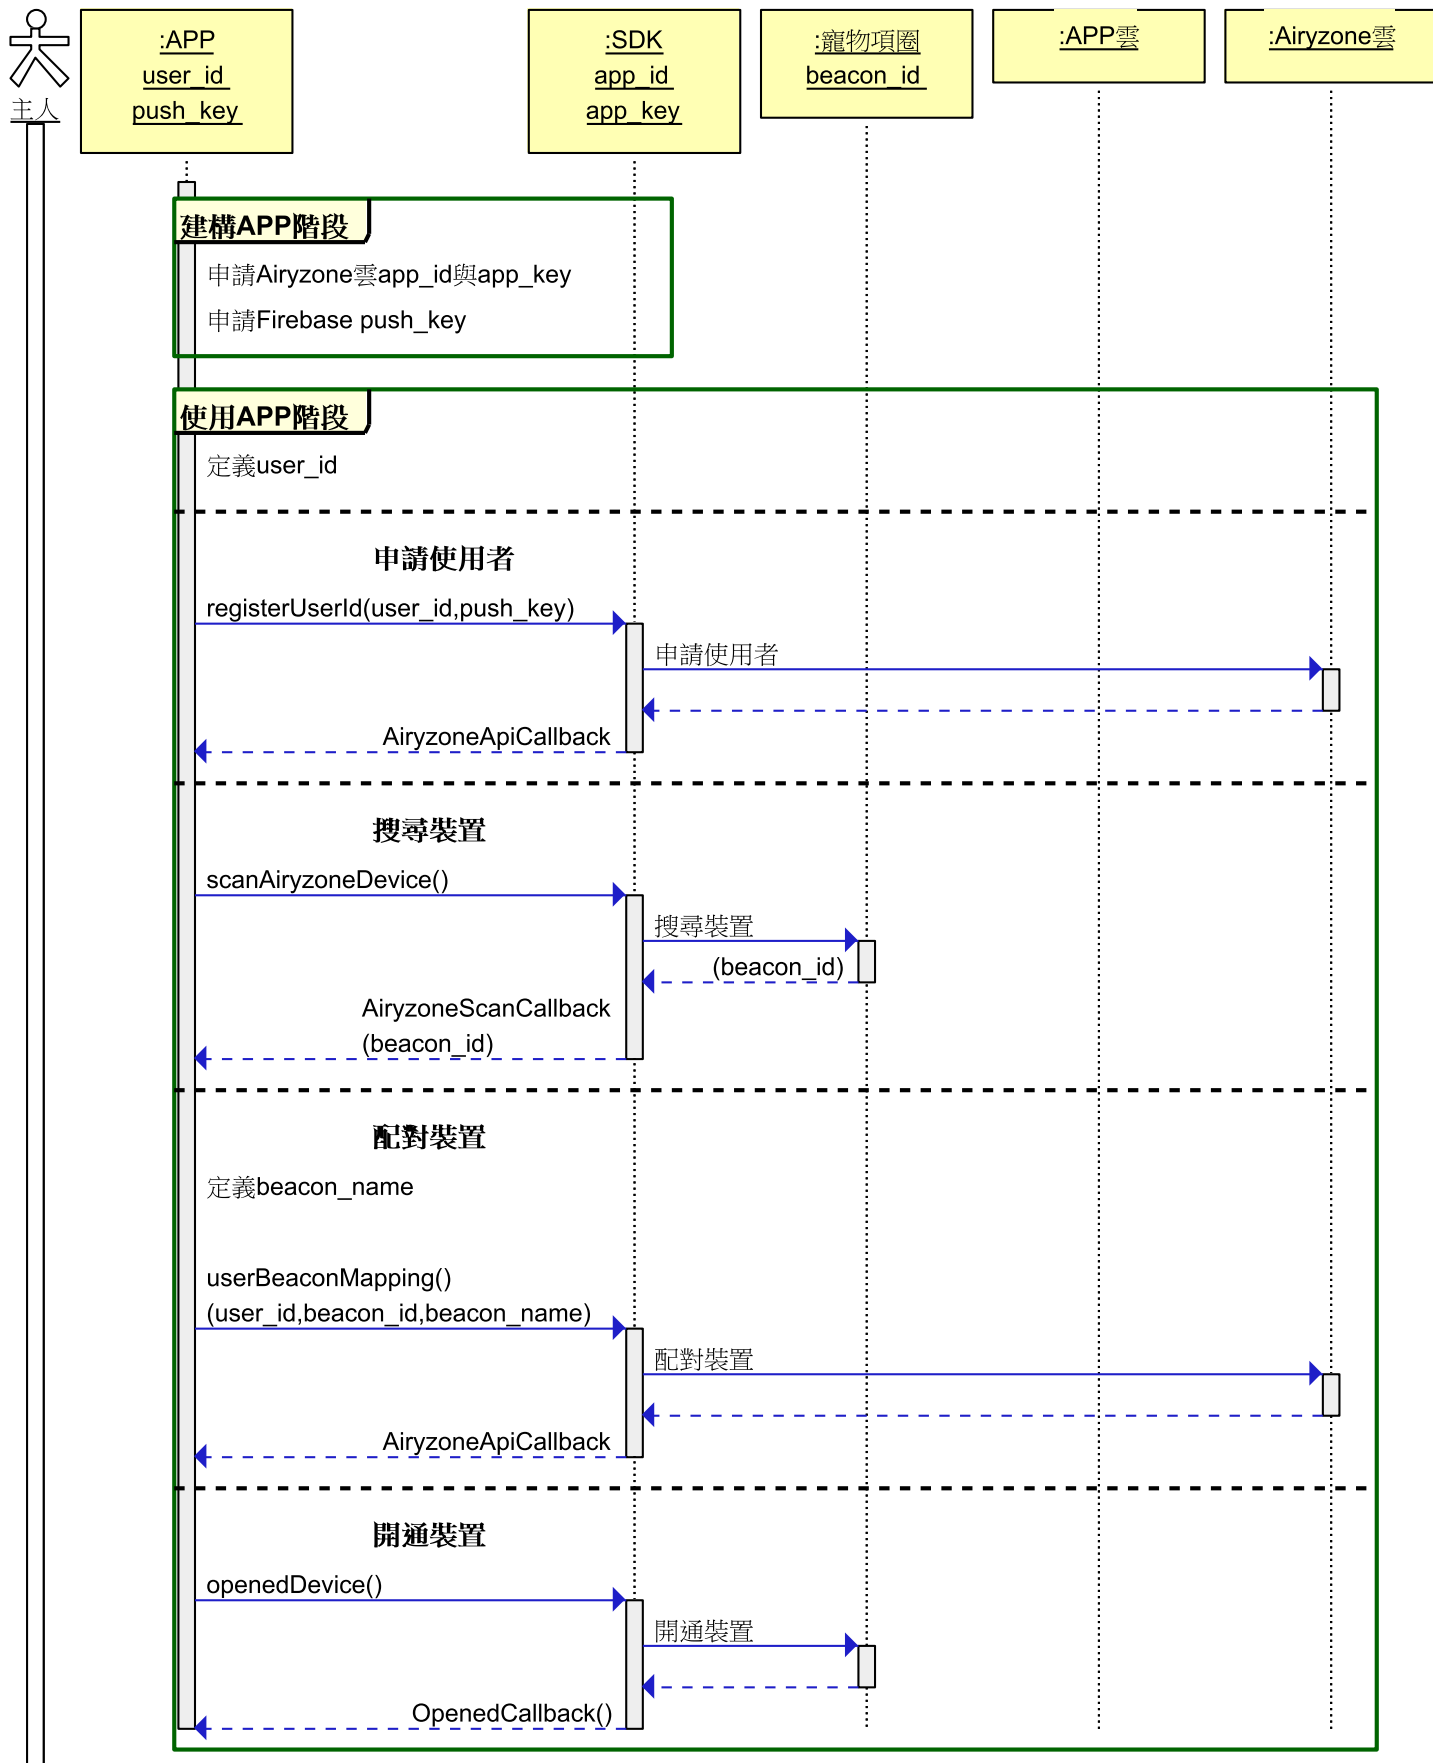 主人
:APP
user_id
push_key
:SDK
app_id
app_key
:寵物項圈
beacon_id
:APP雲
:Airyzone雲
建構APP階段
申請Airyzone雲app_id與app_key
申請Firebase push_key
使用APP階段
定義user_id
申請使用者
registerUserId(user_id,push_key)
申請使用者
AiryzoneApiCallback
搜尋裝置
scanAiryzoneDevice()
搜尋裝置
(beacon_id)
AiryzoneScanCallback
(beacon_id)
配對裝置
定義beacon_name
userBeaconMapping()
(user_id,beacon_id,beacon_name)
配對裝置
AiryzoneApiCallback
開通裝置
openedDevice()
開通裝置
OpenedCallback()